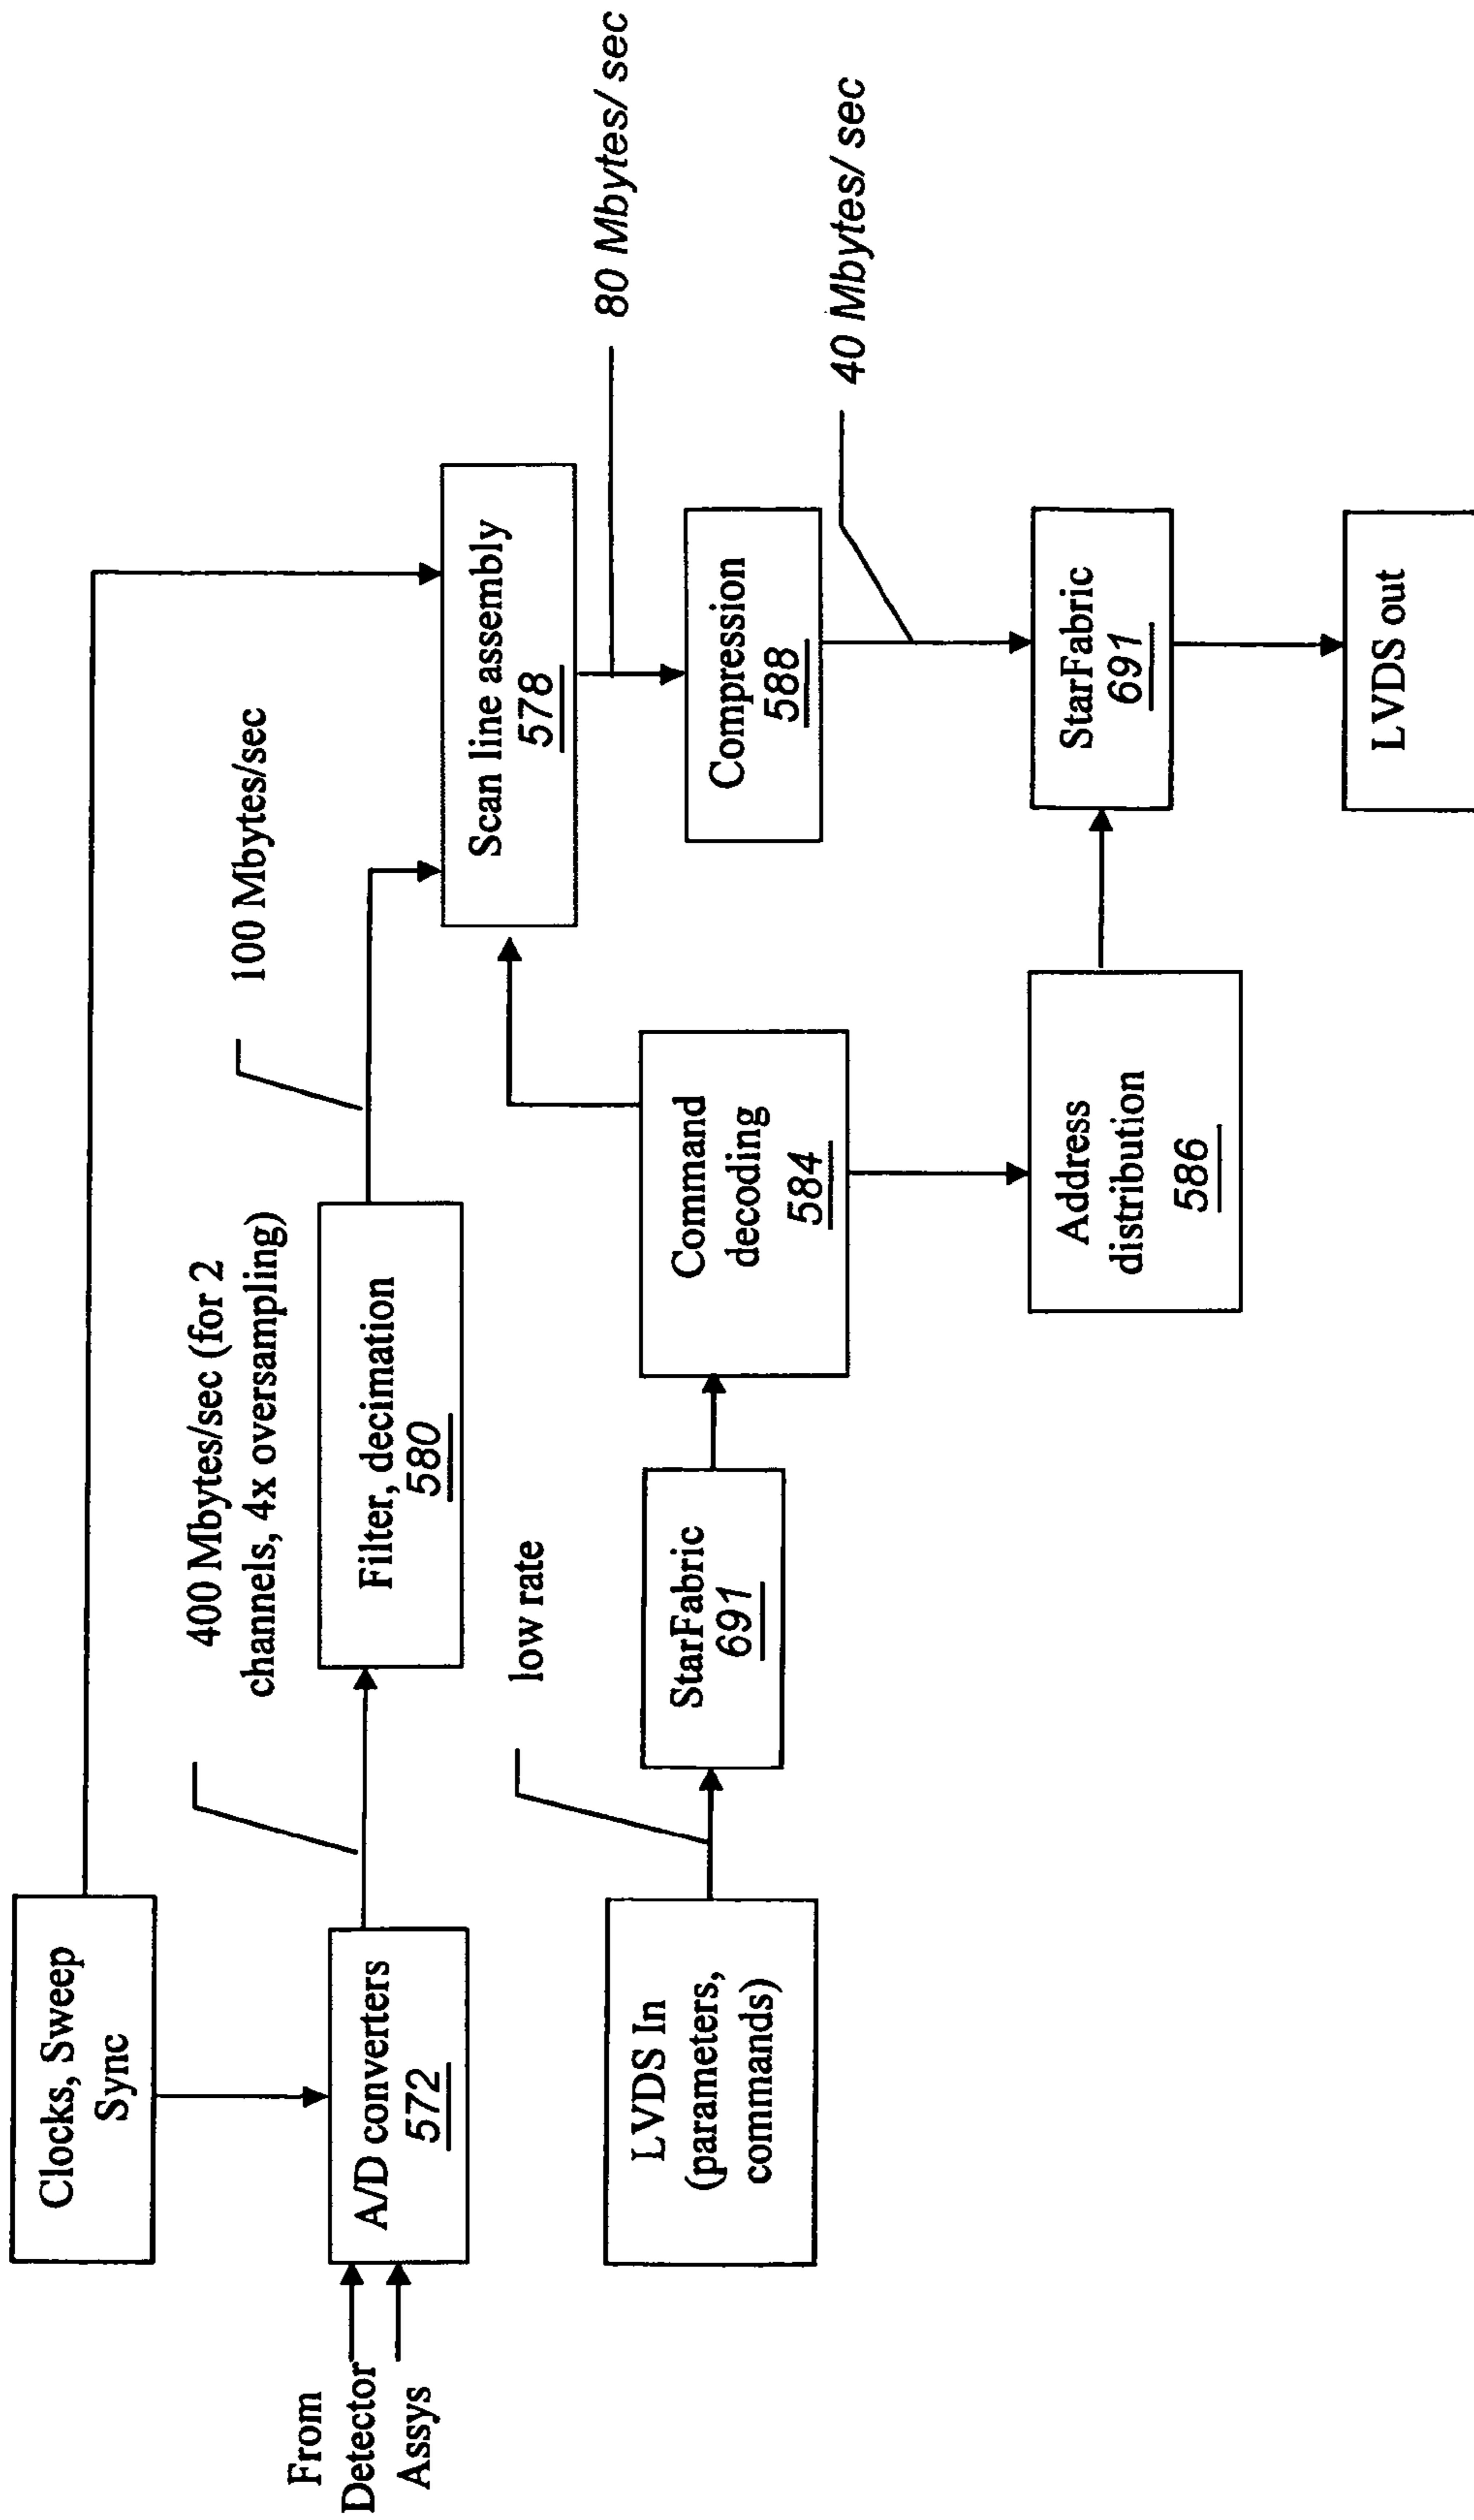 Clocks, Sweep
Sync
400 Mbytes/sec (for 2
channels, 4x oversampling)
100 Mbytes/sec
From
Detector
Assys
A/D converters
572
Filter, decimation
580
Scan line assembly
578
80 Mbytes/sec
low rate
LVDS In
(parameters,
commands)
StarFabric
691
Command
decoding
584
Compression
588
40 Mbytes/sec
Address
distribution
586
StarFabric
691
LVDS out